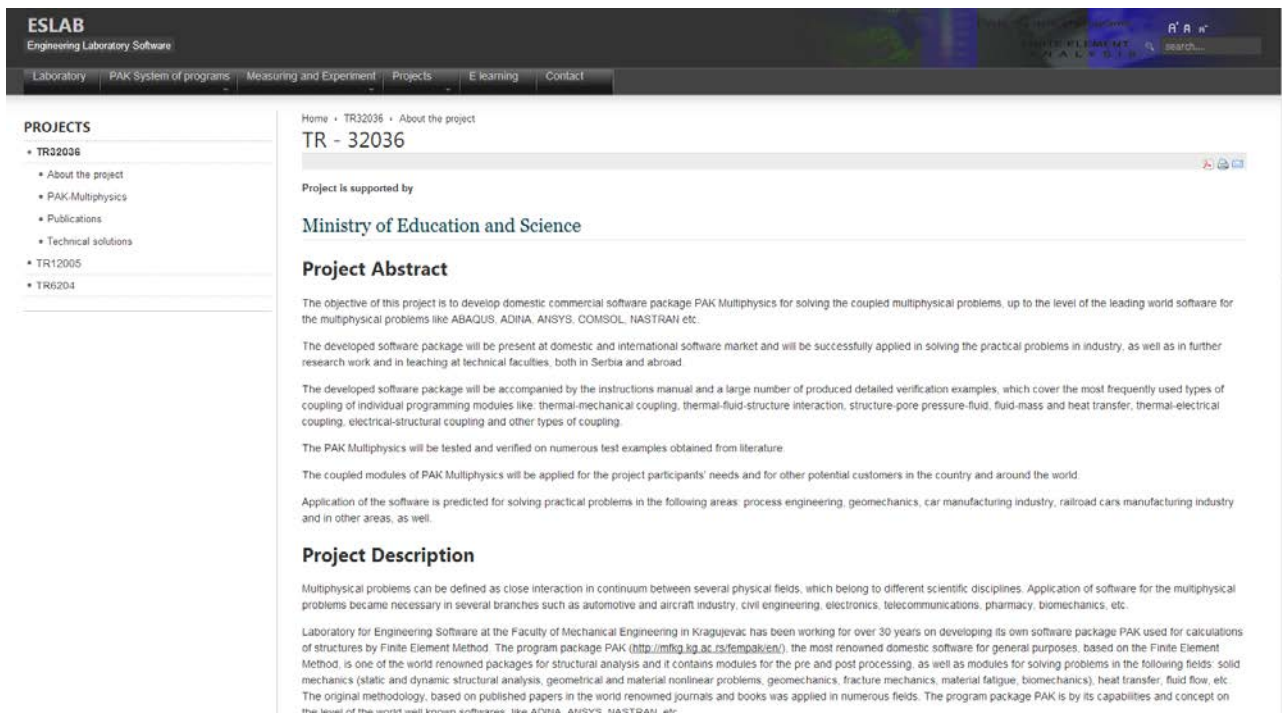 ESLAB
Engineering Laboratory Software
FINITE ELEMENT
ANALYSIS
A+ A A-
search...
Laboratory PAK System of programs Measuring and Experiment Projects E learning Contact
PROJECTS
TR32036
About the project
PAK-Multiphysics
Publications
Technical solutions
TR12005
TR6204
Home › TR32036 › About the project
TR - 32036
Project is supported by
Ministry of Education and Science
Project Abstract
The objective of this project is to develop domestic commercial software package PAK Multiphysics for solving the coupled multiphysical problems, up to the level of the leading world software for
the multiphysical problems like ABAQUS, ADINA, ANSYS, COMSOL, NASTRAN etc.
The developed software package will be present at domestic and international software market and will be successfully applied in solving the practical problems in industry, as well as in further
research work and in teaching at technical faculties, both in Serbia and abroad.
The developed software package will be accompanied by the instructions manual and a large number of produced detailed verification examples, which cover the most frequently used types of
coupling of individual programming modules like: thermal-mechanical coupling, thermal-fluid-structure interaction, structure-pore pressure-fluid, fluid-mass and heat transfer, thermal-electrical
coupling, electrical-structural coupling and other types of coupling.
The PAK Multiphysics will be tested and verified on numerous test examples obtained from literature.
The coupled modules of PAK Multiphysics will be applied for the project participants' needs and for other potential customers in the country and around the world.
Application of the software is predicted for solving practical problems in the following areas: process engineering, geomechanics, car manufacturing industry, railroad cars manufacturing industry
and in other areas, as well.
Project Description
Multiphysical problems can be defined as close interaction in continuum between several physical fields, which belong to different scientific disciplines. Application of software for the multiphysical
problems became necessary in several branches such as automotive and aircraft industry, civil engineering, electronics, telecommunications, pharmacy, biomechanics, etc.
Laboratory for Engineering Software at the Faculty of Mechanical Engineering in Kragujevac has been working for over 30 years on developing its own software package PAK used for calculations
of structures by Finite Element Method. The program package PAK (http://mfkg.kg.ac.rs/fempak/en/), the most renowned domestic software for general purposes, based on the Finite Element
Method, is one of the world renowned packages for structural analysis and it contains modules for the pre and post processing, as well as modules for solving problems in the following fields: solid
mechanics (static and dynamic structural analysis, geometrical and material nonlinear problems, geomechanics, fracture mechanics, material fatigue, biomechanics), heat transfer, fluid flow, etc.
The original methodology, based on published papers in the world renowned journals and books was applied in numerous fields. The program package PAK is by its capabilities and concept on
the level of the world well known softwares, like ADINA, ANSYS, NASTRAN, etc.